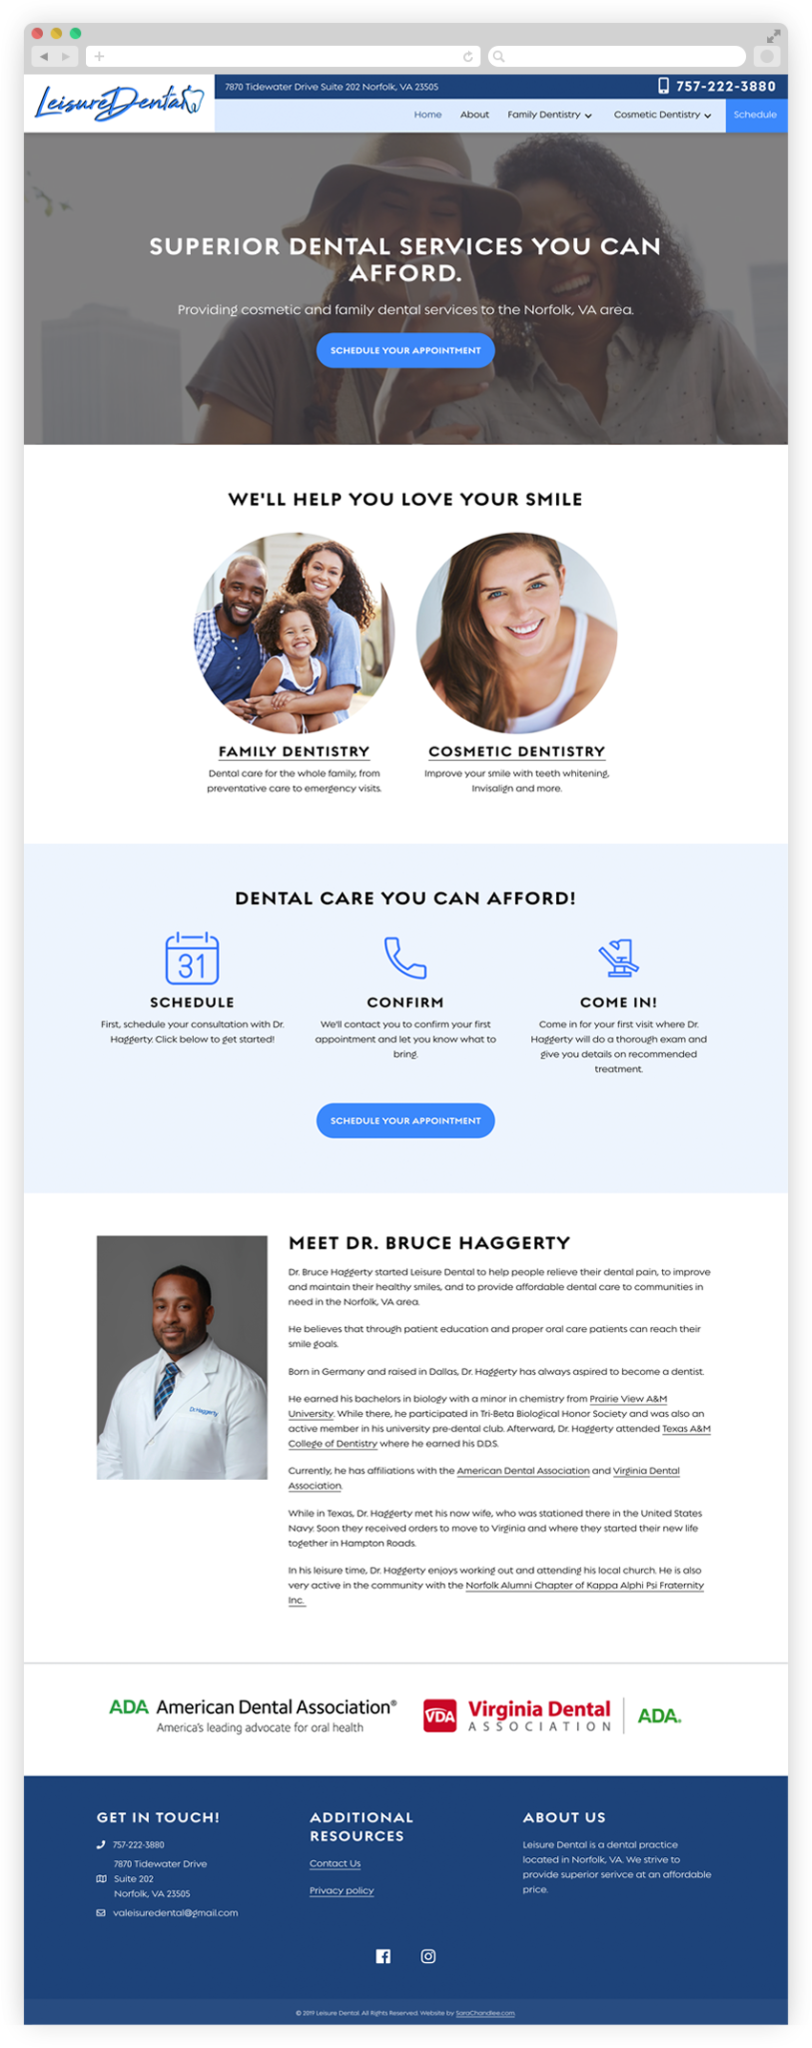 LeisureDental
7870 Tidewater Drive Suite 202 Norfolk, VA 23505
757-222-3880
Home About Family Dentistry Cosmetic Dentistry Schedule
SUPERIOR DENTAL SERVICES YOU CAN
AFFORD.
Providing cosmetic and family dental services to the Norfolk, VA area.
SCHEDULE YOUR APPOINTMENT
WE'LL HELP YOU LOVE YOUR SMILE
FAMILY DENTISTRY
Dental care for the whole family, from
preventative care to emergency visits.
COSMETIC DENTISTRY
Improve your smile with teeth whitening,
Invisalign and more.
DENTAL CARE YOU CAN AFFORD!
31
SCHEDULE
First, schedule your consultation with Dr.
Haggerty. Click below to get started!
CONFIRM
We'll contact you to confirm your first
appointment and let you know what to
bring.
COME IN!
Come in for your first visit where Dr.
Haggerty will do a thorough exam and
give you details on recommended
treatment.
SCHEDULE YOUR APPOINTMENT
Dr.Haggerty
MEET DR. BRUCE HAGGERTY
Dr. Bruce Haggerty started Leisure Dental to help people relieve their dental pain, to improve
and maintain their healthy smiles, and to provide affordable dental care to communities in
need in the Norfolk, VA area.
He believes that through patient education and proper oral care patients can reach their
smile goals.
Born in Germany and raised in Dallas, Dr. Haggerty has always aspired to become a dentist.
He earned his bachelors in biology with a minor in chemistry from Prairie View A&M
University. While there, he participated in Tri-Beta Biological Honor Society and was also an
active member in his university pre-dental club. Afterward, Dr. Haggerty attended Texas A&M
College of Dentistry where he earned his D.D.S.
Currently, he has affiliations with the American Dental Association and Virginia Dental
Association.
While in Texas, Dr. Haggerty met his now wife, who was stationed there in the United States
Navy. Soon they received orders to move to Virginia and where they started their new life
together in Hampton Roads.
In his leisure time, Dr. Haggerty enjoys working out and attending his local church. He is also
very active in the community with the Norfolk Alumni Chapter of Kappa Alphi Psi Fraternity
Inc.
ADA American Dental Association®
America's leading advocate for oral health
VDA Virginia Dental
ASSOCIATION
ADA.
GET IN TOUCH!
757-222-3880
7870 Tidewater Drive
Suite 202
Norfolk, VA 23505
valeisuredental@gmail.com
ADDITIONAL
RESOURCES
Contact Us
Privacy policy
ABOUT US
Leisure Dental is a dental practice
located in Norfolk, VA. We strive to
provide superior serivce at an affordable
price.
© 2019 Leisure Dental. All Rights Reserved. Website by SaraChandlee.com.